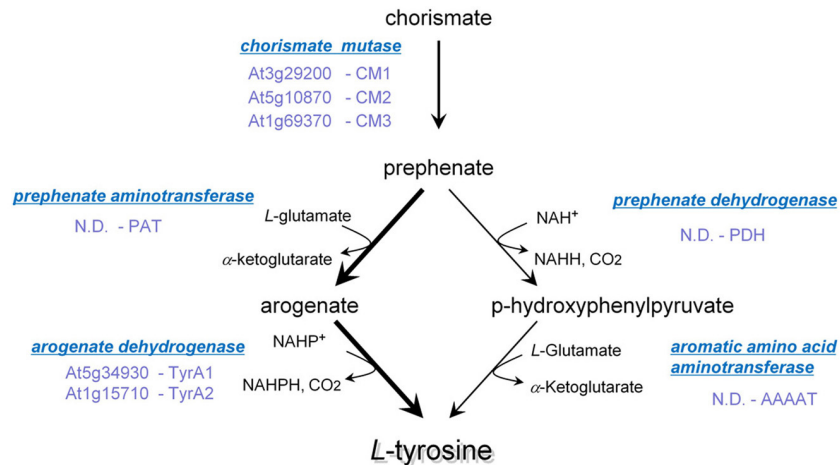 chorismate
chorismate mutase
At3g29200 - CM1
At5g10870 - CM2
At1g69370 - CM3
prephenate
prephenate aminotransferase
N.D. - PAT
L-glutamate
α-ketoglutarate
NAH+
NAHH, CO2
prephenate dehydrogenase
N.D. - PDH
arogenate
p-hydroxyphenylpyruvate
arogenate dehydrogenase
At5g34930 - TyrA1
At1g15710 - TyrA2
NAHP+
NAHPH, CO2
L-Glutamate
α-Ketoglutarate
aromatic amino acid
aminotransferase
N.D. - AAAAT
L-tyrosine